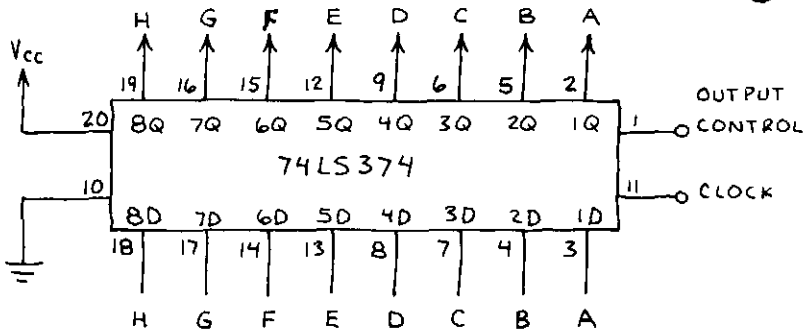 H G F E D C B A
Vcc
19 16 15 12 9 6 5 2
OUTPUT
20 8Q 7Q 6Q 5Q 4Q 3Q 2Q 1Q 1 CONTROL
74LS374
10 11 CLOCK
8D 7D 6D 5D 4D 3D 2D 1D
18 17 14 13 8 7 4 3
H G F E D C B A